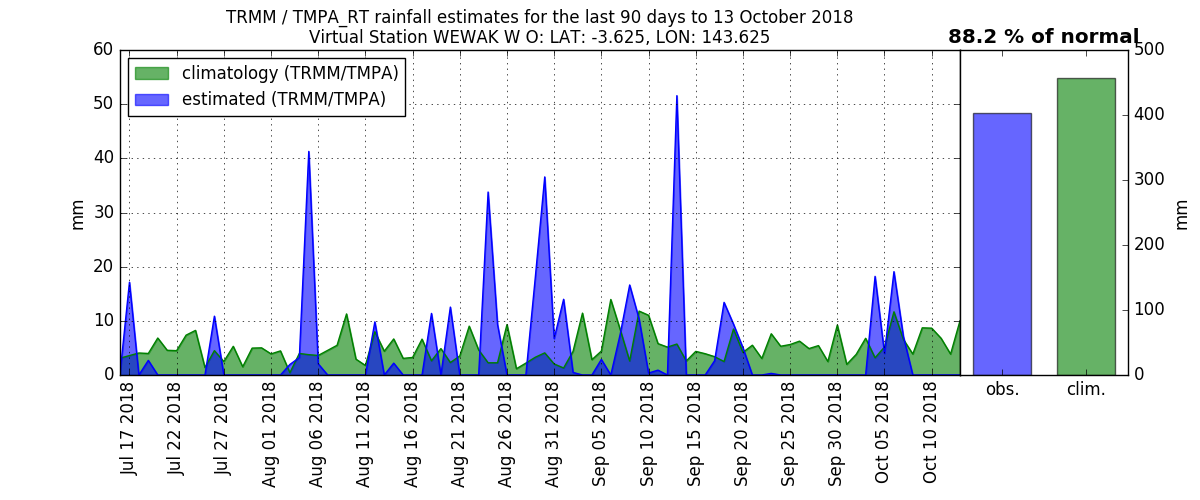 TRMM / TMPA_RT rainfall estimates for the last 90 days to 13 October 2018
Virtual Station WEWAK W O: LAT: -3.625, LON: 143.625
88.2 % of normal
climatology (TRMM/TMPA)
estimated (TRMM/TMPA)
mm
60
50
40
30
20
10
0
Jul 17 2018
Jul 22 2018
Jul 27 2018
Aug 01 2018
Aug 06 2018
Aug 11 2018
Aug 16 2018
Aug 21 2018
Aug 26 2018
Aug 31 2018
Sep 05 2018
Sep 10 2018
Sep 15 2018
Sep 20 2018
Sep 25 2018
Sep 30 2018
Oct 05 2018
Oct 10 2018
obs.
clim.
500
400
300
200
100
0
mm